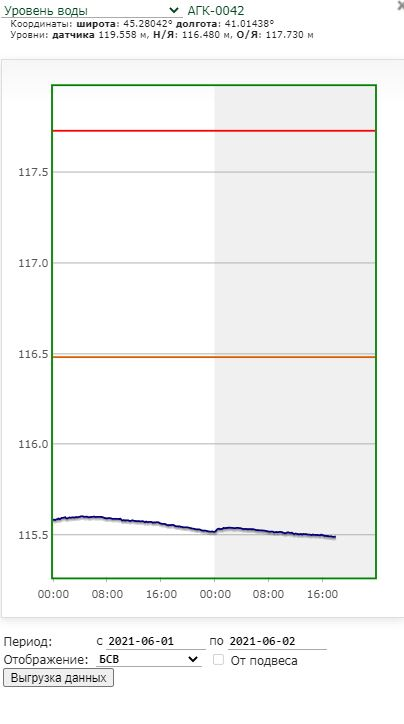 Уровень воды АГК-0042
Координаты: широта: 45.28042° долгота: 41.01438°
Уровни: датчика 119.558 м, Н/Я: 116.480 м, О/Я: 117.730 м
117.5
117.0
116.5
116.0
115.5
00:00 08:00 16:00 00:00 08:00 16:00
Период: с 2021-06-01 по 2021-06-02
Отображение: БСВ От подвеса
Выгрузка данных